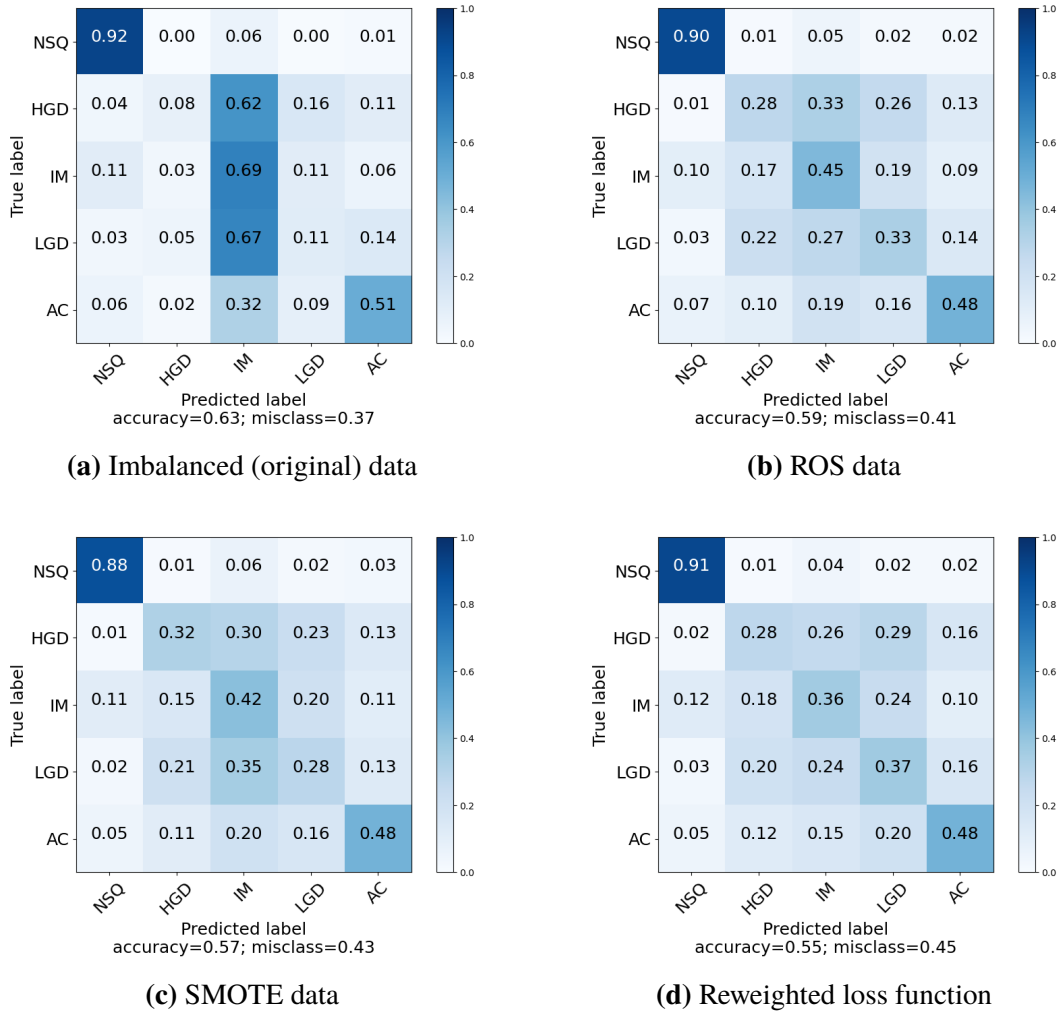 NSQ 0.92 0.00 0.06 0.00 0.01
HGD 0.04 0.08 0.62 0.16 0.11
IM 0.11 0.03 0.69 0.11 0.06
LGD 0.03 0.05 0.67 0.11 0.14
AC 0.06 0.02 0.32 0.09 0.51
True label
NSQ HGD IM LGD AC
Predicted label
accuracy=0.63; misclass=0.37
1.0
0.8
0.6
0.4
0.2
0.0
(a) Imbalanced (original) data
NSQ 0.90 0.01 0.05 0.02 0.02
HGD 0.01 0.28 0.33 0.26 0.13
IM 0.10 0.17 0.45 0.19 0.09
LGD 0.03 0.22 0.27 0.33 0.14
AC 0.07 0.10 0.19 0.16 0.48
True label
NSQ HGD IM LGD AC
Predicted label
accuracy=0.59; misclass=0.41
1.0
0.8
0.6
0.4
0.2
0.0
(b) ROS data
NSQ 0.88 0.01 0.06 0.02 0.03
HGD 0.01 0.32 0.30 0.23 0.13
IM 0.11 0.15 0.42 0.20 0.11
LGD 0.02 0.21 0.35 0.28 0.13
AC 0.05 0.11 0.20 0.16 0.48
True label
NSQ HGD IM LGD AC
Predicted label
accuracy=0.57; misclass=0.43
1.0
0.8
0.6
0.4
0.2
0.0
(c) SMOTE data
NSQ 0.91 0.01 0.04 0.02 0.02
HGD 0.02 0.28 0.26 0.29 0.16
IM 0.12 0.18 0.36 0.24 0.10
LGD 0.03 0.20 0.24 0.37 0.16
AC 0.05 0.12 0.15 0.20 0.48
True label
NSQ HGD IM LGD AC
Predicted label
accuracy=0.55; misclass=0.45
1.0
0.8
0.6
0.4
0.2
0.0
(d) Reweighted loss function